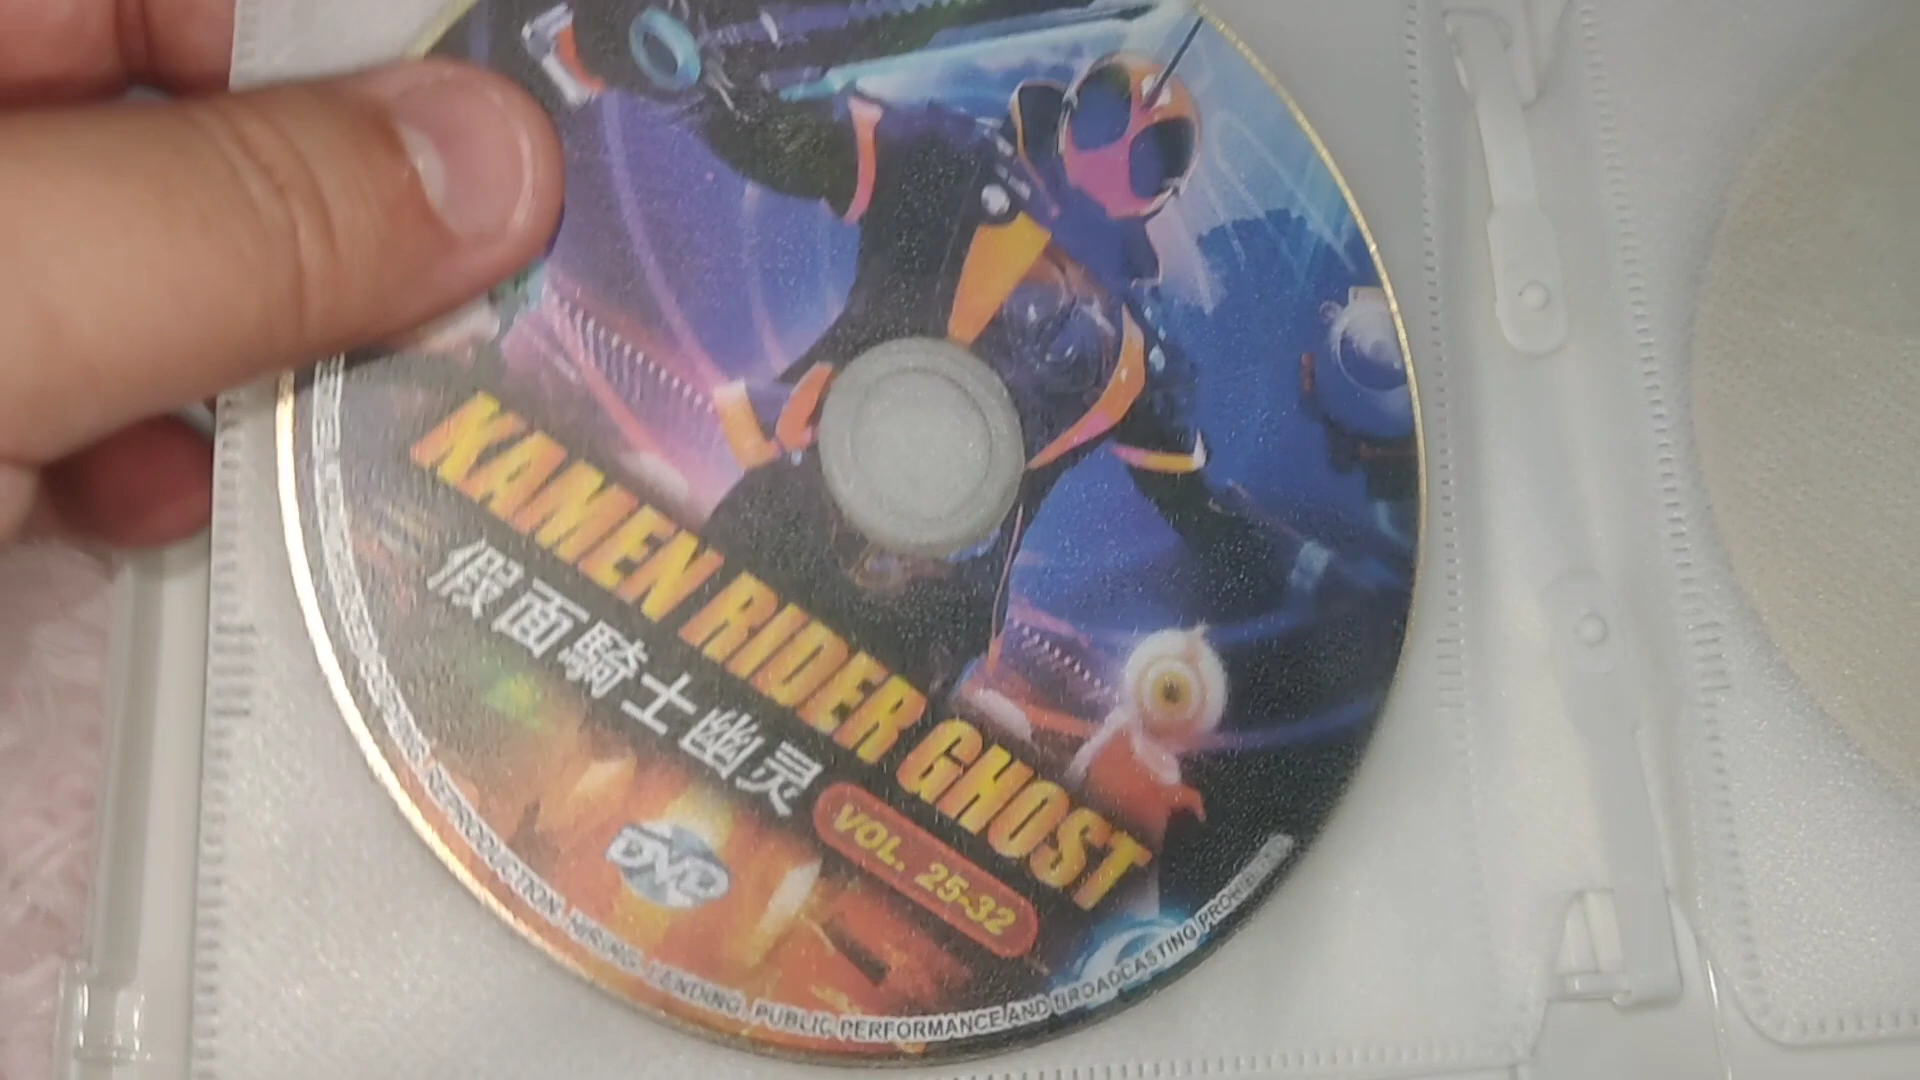 KAMEN RIDER GHOST
假面騎士幽灵
VOL. 25-32
DVD
REPRODUCTION, HIRING, LENDING, PUBLIC PERFORMANCE AND BROADCASTING PROHIBITED